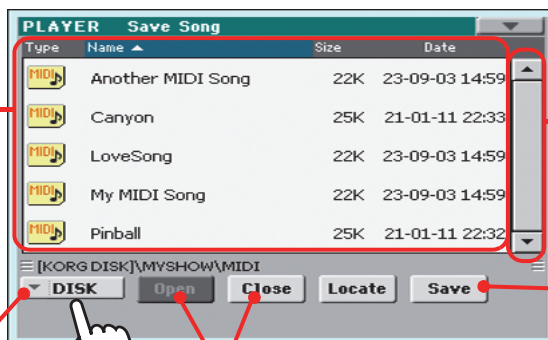 PLAYER Save Song
Type Name Size Date
MIDI Another MIDI Song 22K 23-09-03 14:59
MIDI Canyon 25K 21-01-11 22:33
MIDI LoveSong 22K 23-09-03 14:59
MIDI My MIDI Song 22K 23-09-03 14:59
MIDI Pinball 25K 21-01-11 22:32
[KORG DISK]\MYSHOW\MIDI
DISK Open Close Locate Save